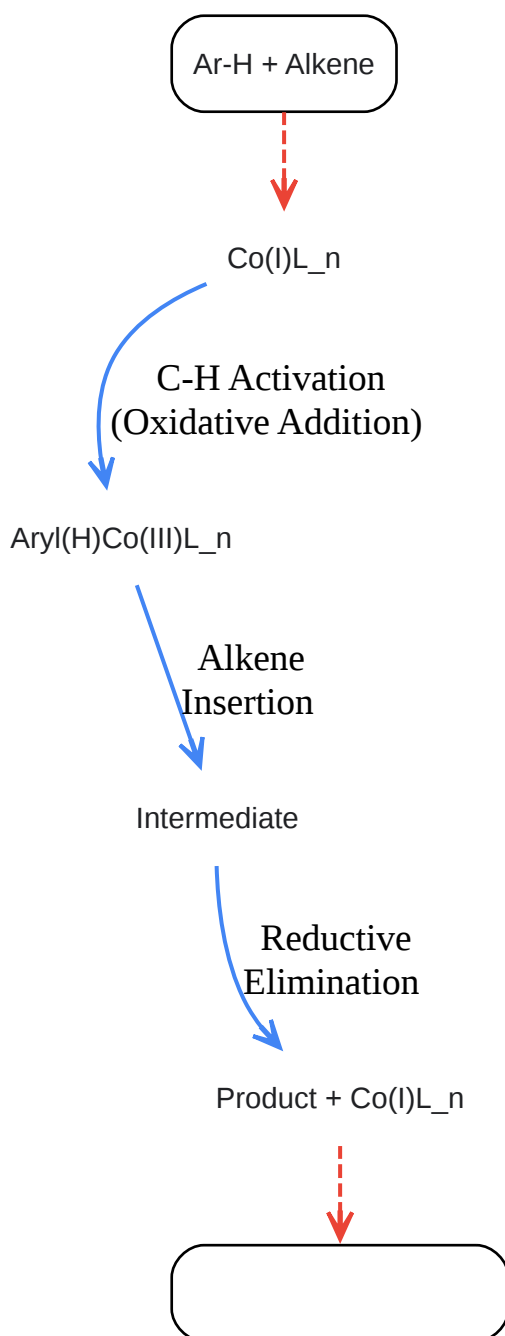 Ar-H + Alkene
Co(I)L_n
C-H Activation
(Oxidative Addition)
Aryl(H)Co(III)L_n
Alkene
Insertion
Intermediate
Reductive
Elimination
Product + Co(I)L_n